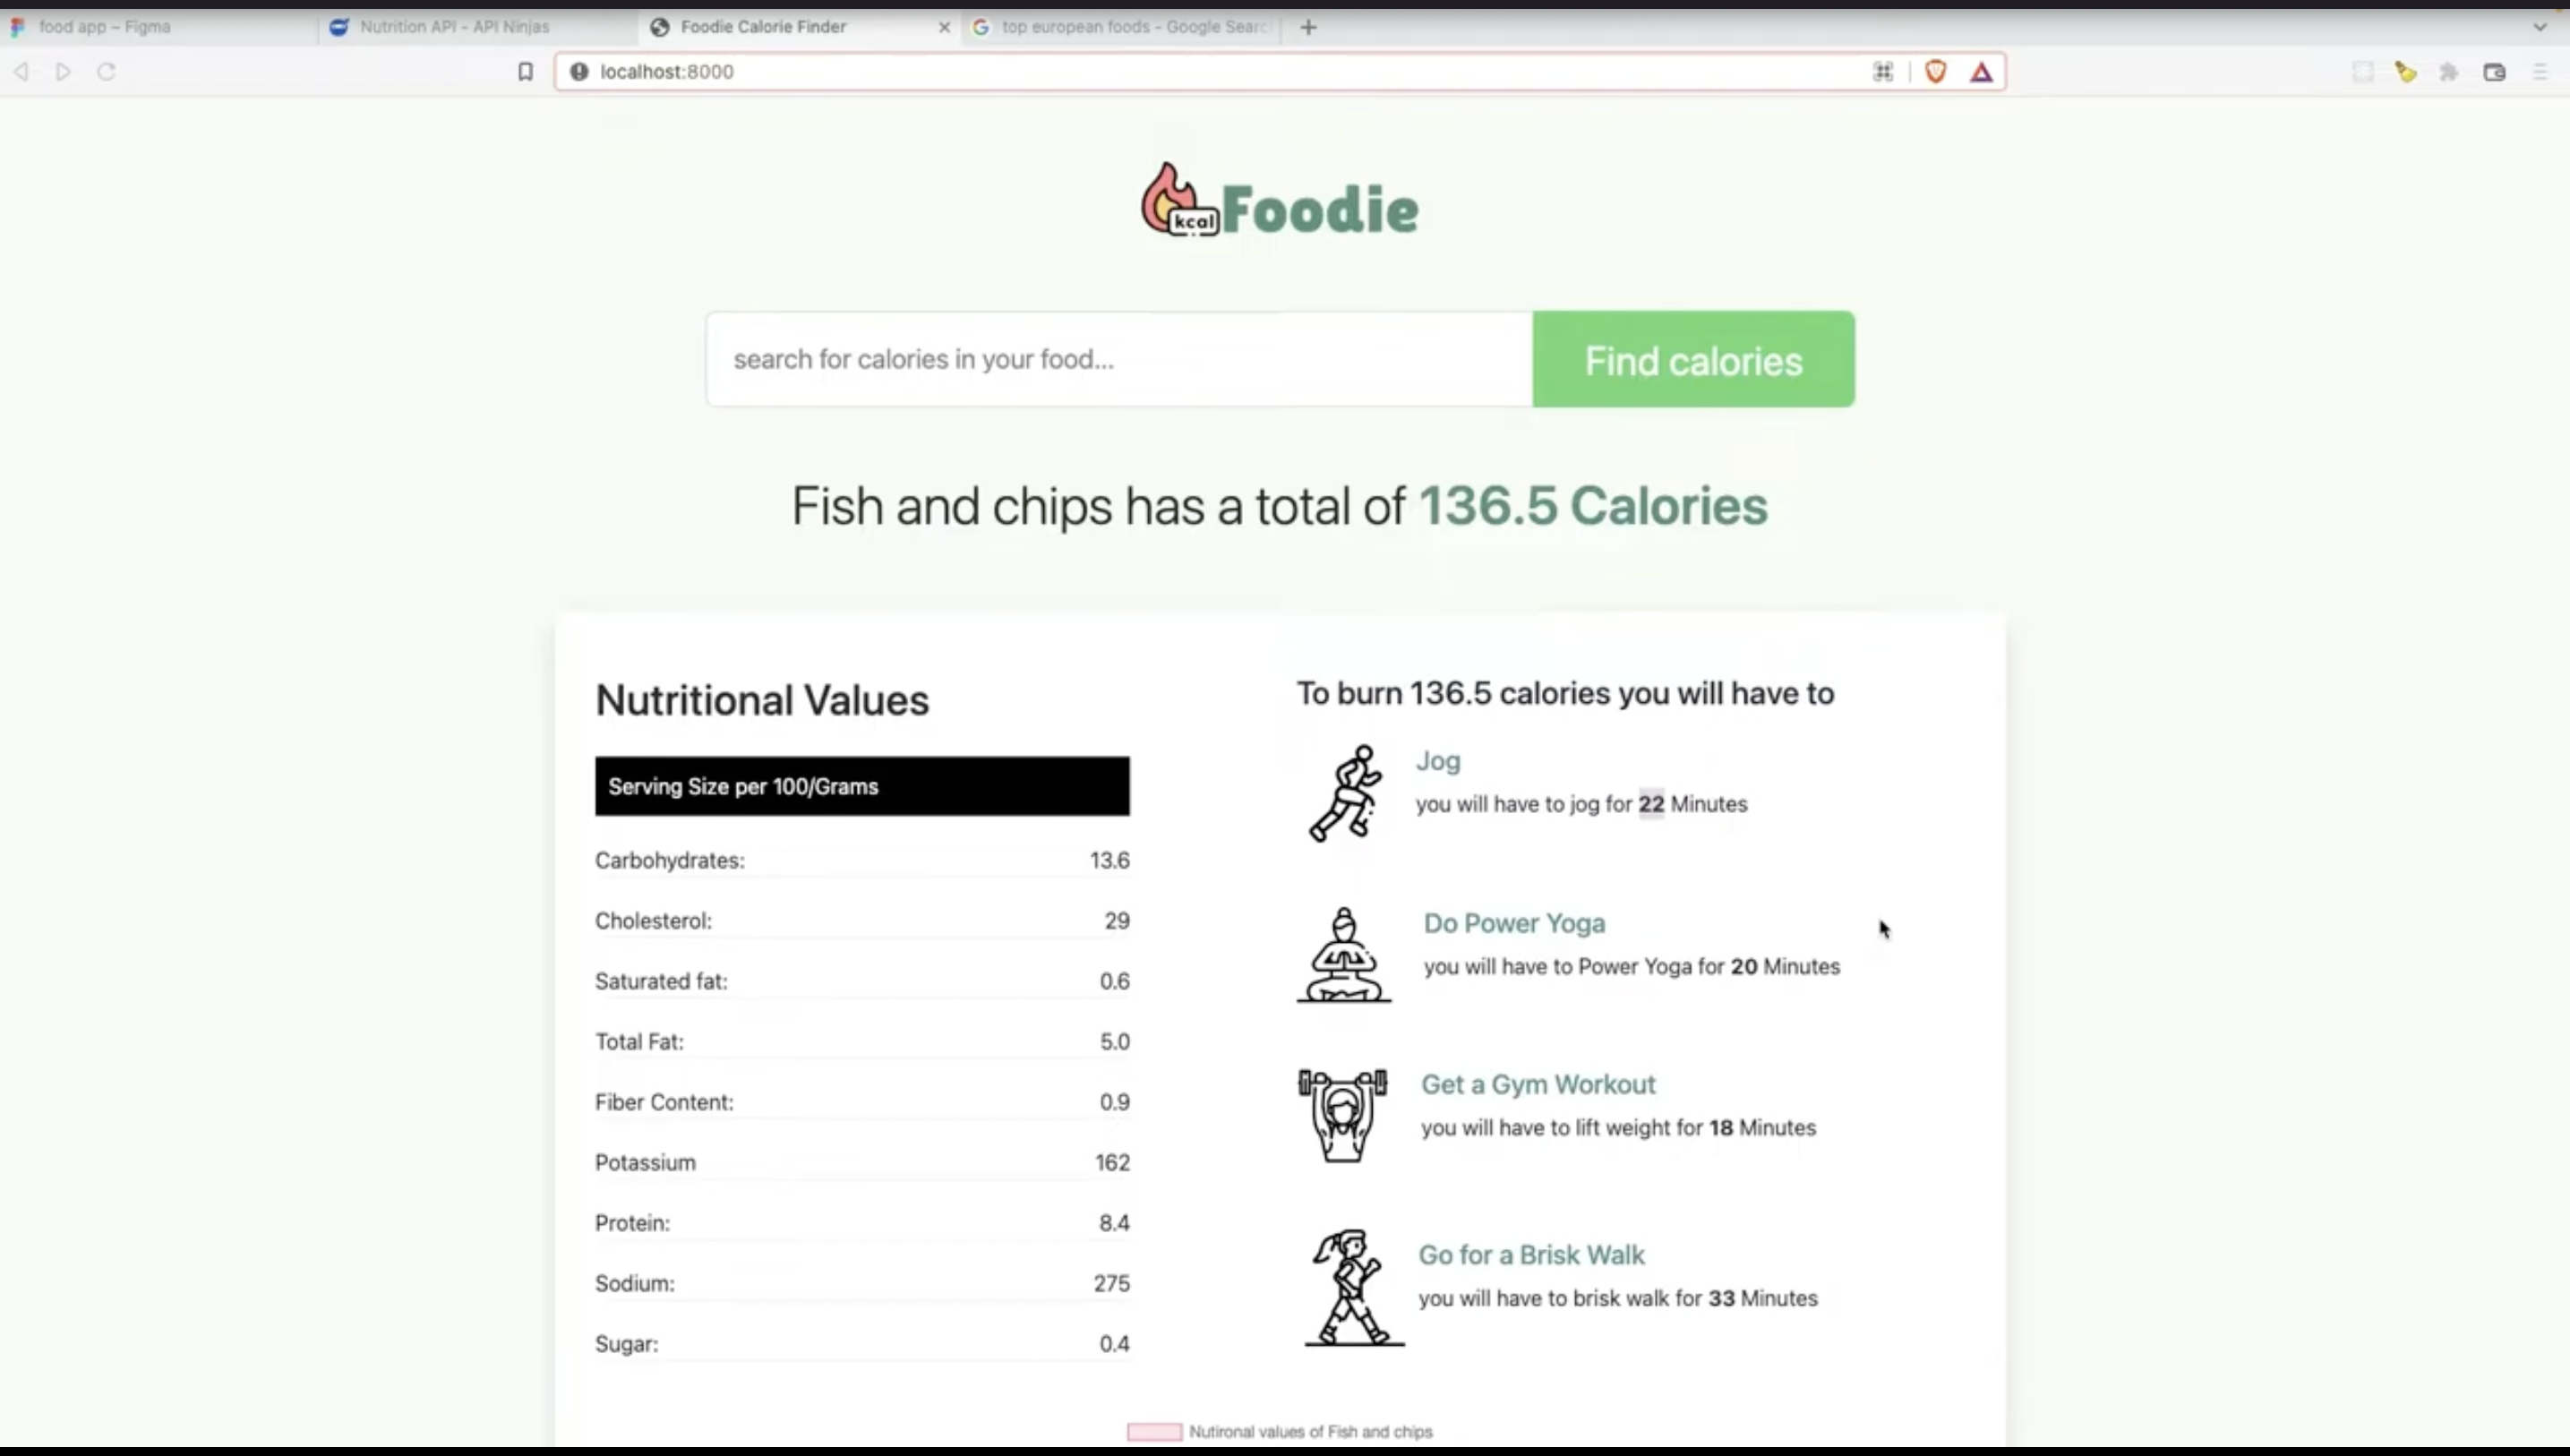 food app – Figma
Nutrition API - API Ninjas
Foodie Calorie Finder
top european foods - Google Searc
localhost:8000
kcal Foodie
search for calories in your food...
Find calories
Fish and chips has a total of 136.5 Calories
Nutritional Values
Serving Size per 100/Grams
Carbohydrates: 13.6
Cholesterol: 29
Saturated fat: 0.6
Total Fat: 5.0
Fiber Content: 0.9
Potassium 162
Protein: 8.4
Sodium: 275
Sugar: 0.4
To burn 136.5 calories you will have to
Jog
you will have to jog for 22 Minutes
Do Power Yoga
you will have to Power Yoga for 20 Minutes
Get a Gym Workout
you will have to lift weight for 18 Minutes
Go for a Brisk Walk
you will have to brisk walk for 33 Minutes
Nutironal values of Fish and chips